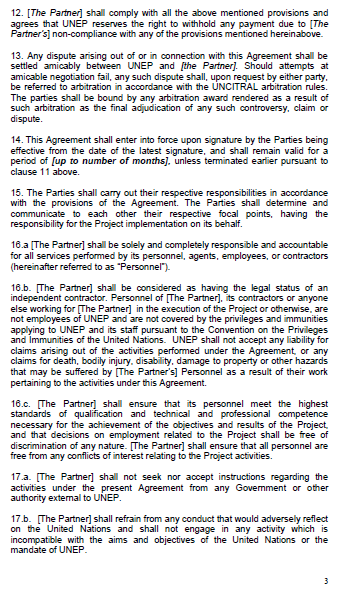 12. [The Partner] shall comply with all the above mentioned provisions and
agrees that UNEP reserves the right to withhold any payment due to [The
Partner's] non-compliance with any of the provisions mentioned hereinabove.
13. Any dispute arising out of or in connection with this Agreement shall be
settled amicably between UNEP and [the Partner]. Should attempts at
amicable negotiation fail, any such dispute shall, upon request by either party,
be referred to arbitration in accordance with the UNCITRAL arbitration rules.
The parties shall be bound by any arbitration award rendered as a result of
such arbitration as the final adjudication of any such controversy, claim or
dispute.
14. This Agreement shall enter into force upon signature by the Parties being
effective from the date of the latest signature, and shall remain valid for a
period of [up to number of months], unless terminated earlier pursuant to
clause 11 above.
15. The Parties shall carry out their respective responsibilities in accordance
with the provisions of the Agreement. The Parties shall determine and
communicate to each other their respective focal points, having the
responsibility for the Project implementation on its behalf.
16.a [The Partner] shall be solely and completely responsible and accountable
for all services performed by its personnel, agents, employees, or contractors
(hereinafter referred to as "Personnel").
16.b. [The Partner] shall be considered as having the legal status of an
independent contractor. Personnel of [The Partner], its contractors or anyone
else working for [The Partner] in the execution of the Project or otherwise, are
not employees of UNEP and are not covered by the privileges and immunities
applying to UNEP and its staff pursuant to the Convention on the Privileges
and Immunities of the United Nations. UNEP shall not accept any liability for
claims arising out of the activities performed under the Agreement, or any
claims for death, bodily injury, disability, damage to property or other hazards
that may be suffered by [The Partner's] Personnel as a result of their work
pertaining to the activities under this Agreement.
16.c. [The Partner] shall ensure that its personnel meet the highest
standards of qualification and technical and professional competence
necessary for the achievement of the objectives and results of the Project,
and that decisions on employment related to the Project shall be free of
discrimination of any nature. [The Partner] shall ensure that all personnel are
free from any conflicts of interest relating to the Project activities.
17.a. [The Partner] shall not seek nor accept instructions regarding the
activities under the present Agreement from any Government or other
authority external to UNEP.
17.b. [The Partner] shall refrain from any conduct that would adversely reflect
on the United Nations and shall not engage in any activity which is
incompatible with the aims and objectives of the United Nations or the
mandate of UNEP.
3